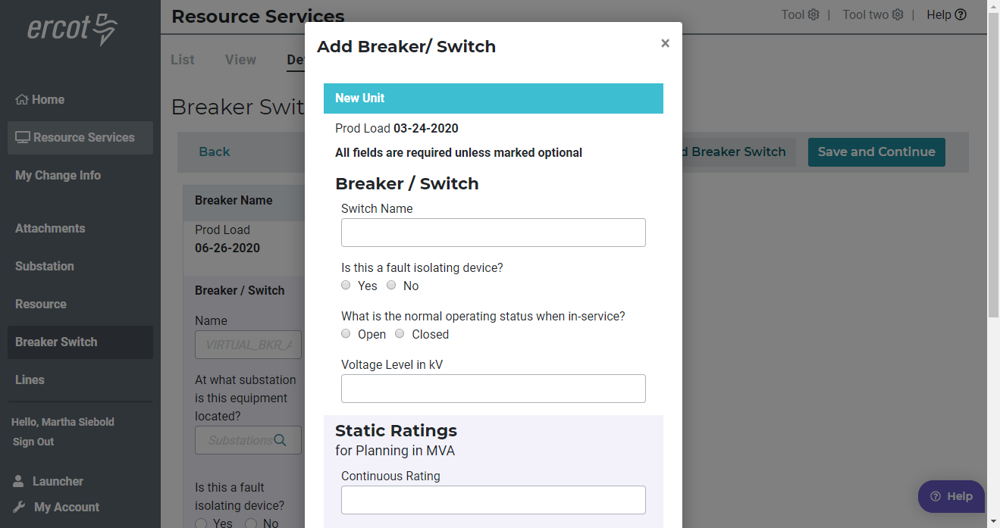 ercot
Home
Resource Services
My Change Info
Attachments
Substation
Resource
Breaker Switch
Lines
Hello, Martha Siebold
Sign Out
Launcher
My Account
Resource Services
Tool | Tool two | Help
List View De
Breaker Swit
Back
d Breaker Switch
Save and Continue
Breaker Name
Prod Load
06-26-2020
Breaker / Switch
Name
VIRTUAL_BKR_A
At what substation
is this equipment
located?
Substations
Is this a fault
isolating device?
Yes No
Add Breaker/ Switch
×
New Unit
Prod Load 03-24-2020
All fields are required unless marked optional
Breaker / Switch
Switch Name
Is this a fault isolating device?
Yes No
What is the normal operating status when in-service?
Open Closed
Voltage Level in kV
Static Ratings
for Planning in MVA
Continuous Rating
Help